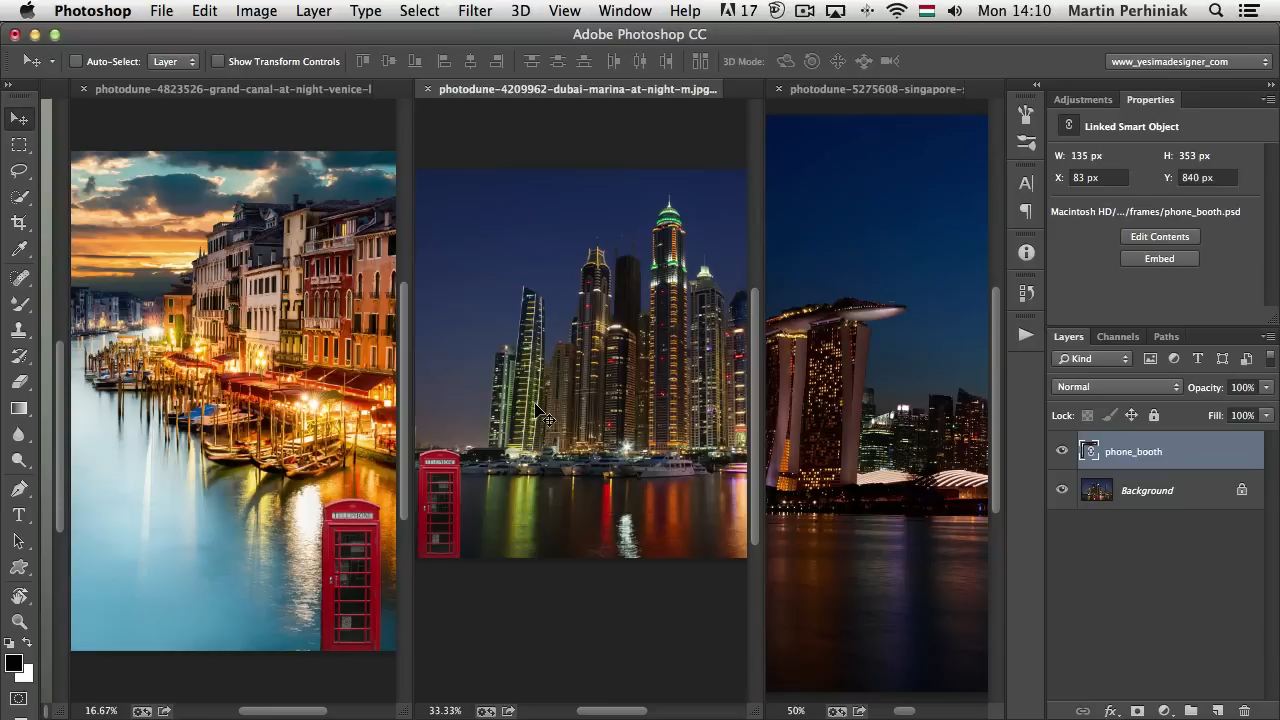 Photoshop File Edit Image Layer Type Select Filter 3D View Window Help 17 Mon 14:10 Martin Perhiniak
Adobe Photoshop CC
Auto-Select: Layer Show Transform Controls 3D Mode: www_yesimadesigner_com
photodune-4823526-grand-canal-at-night-venice-l
photodune-4209962-dubai-marina-at-night-m.jpg...
photodune-5275608-singapore-
Adjustments Properties
Linked Smart Object
W: 135 px H: 353 px
X: 83 px Y: 840 px
Macintosh HD/.../frames/phone_booth.psd
Edit Contents
Embed
Layers Channels Paths
Kind
Normal Opacity: 100%
Lock: Fill: 100%
phone_booth
Background
TELEPHONE
TELEPHONE
16.67% 33.33% 50%